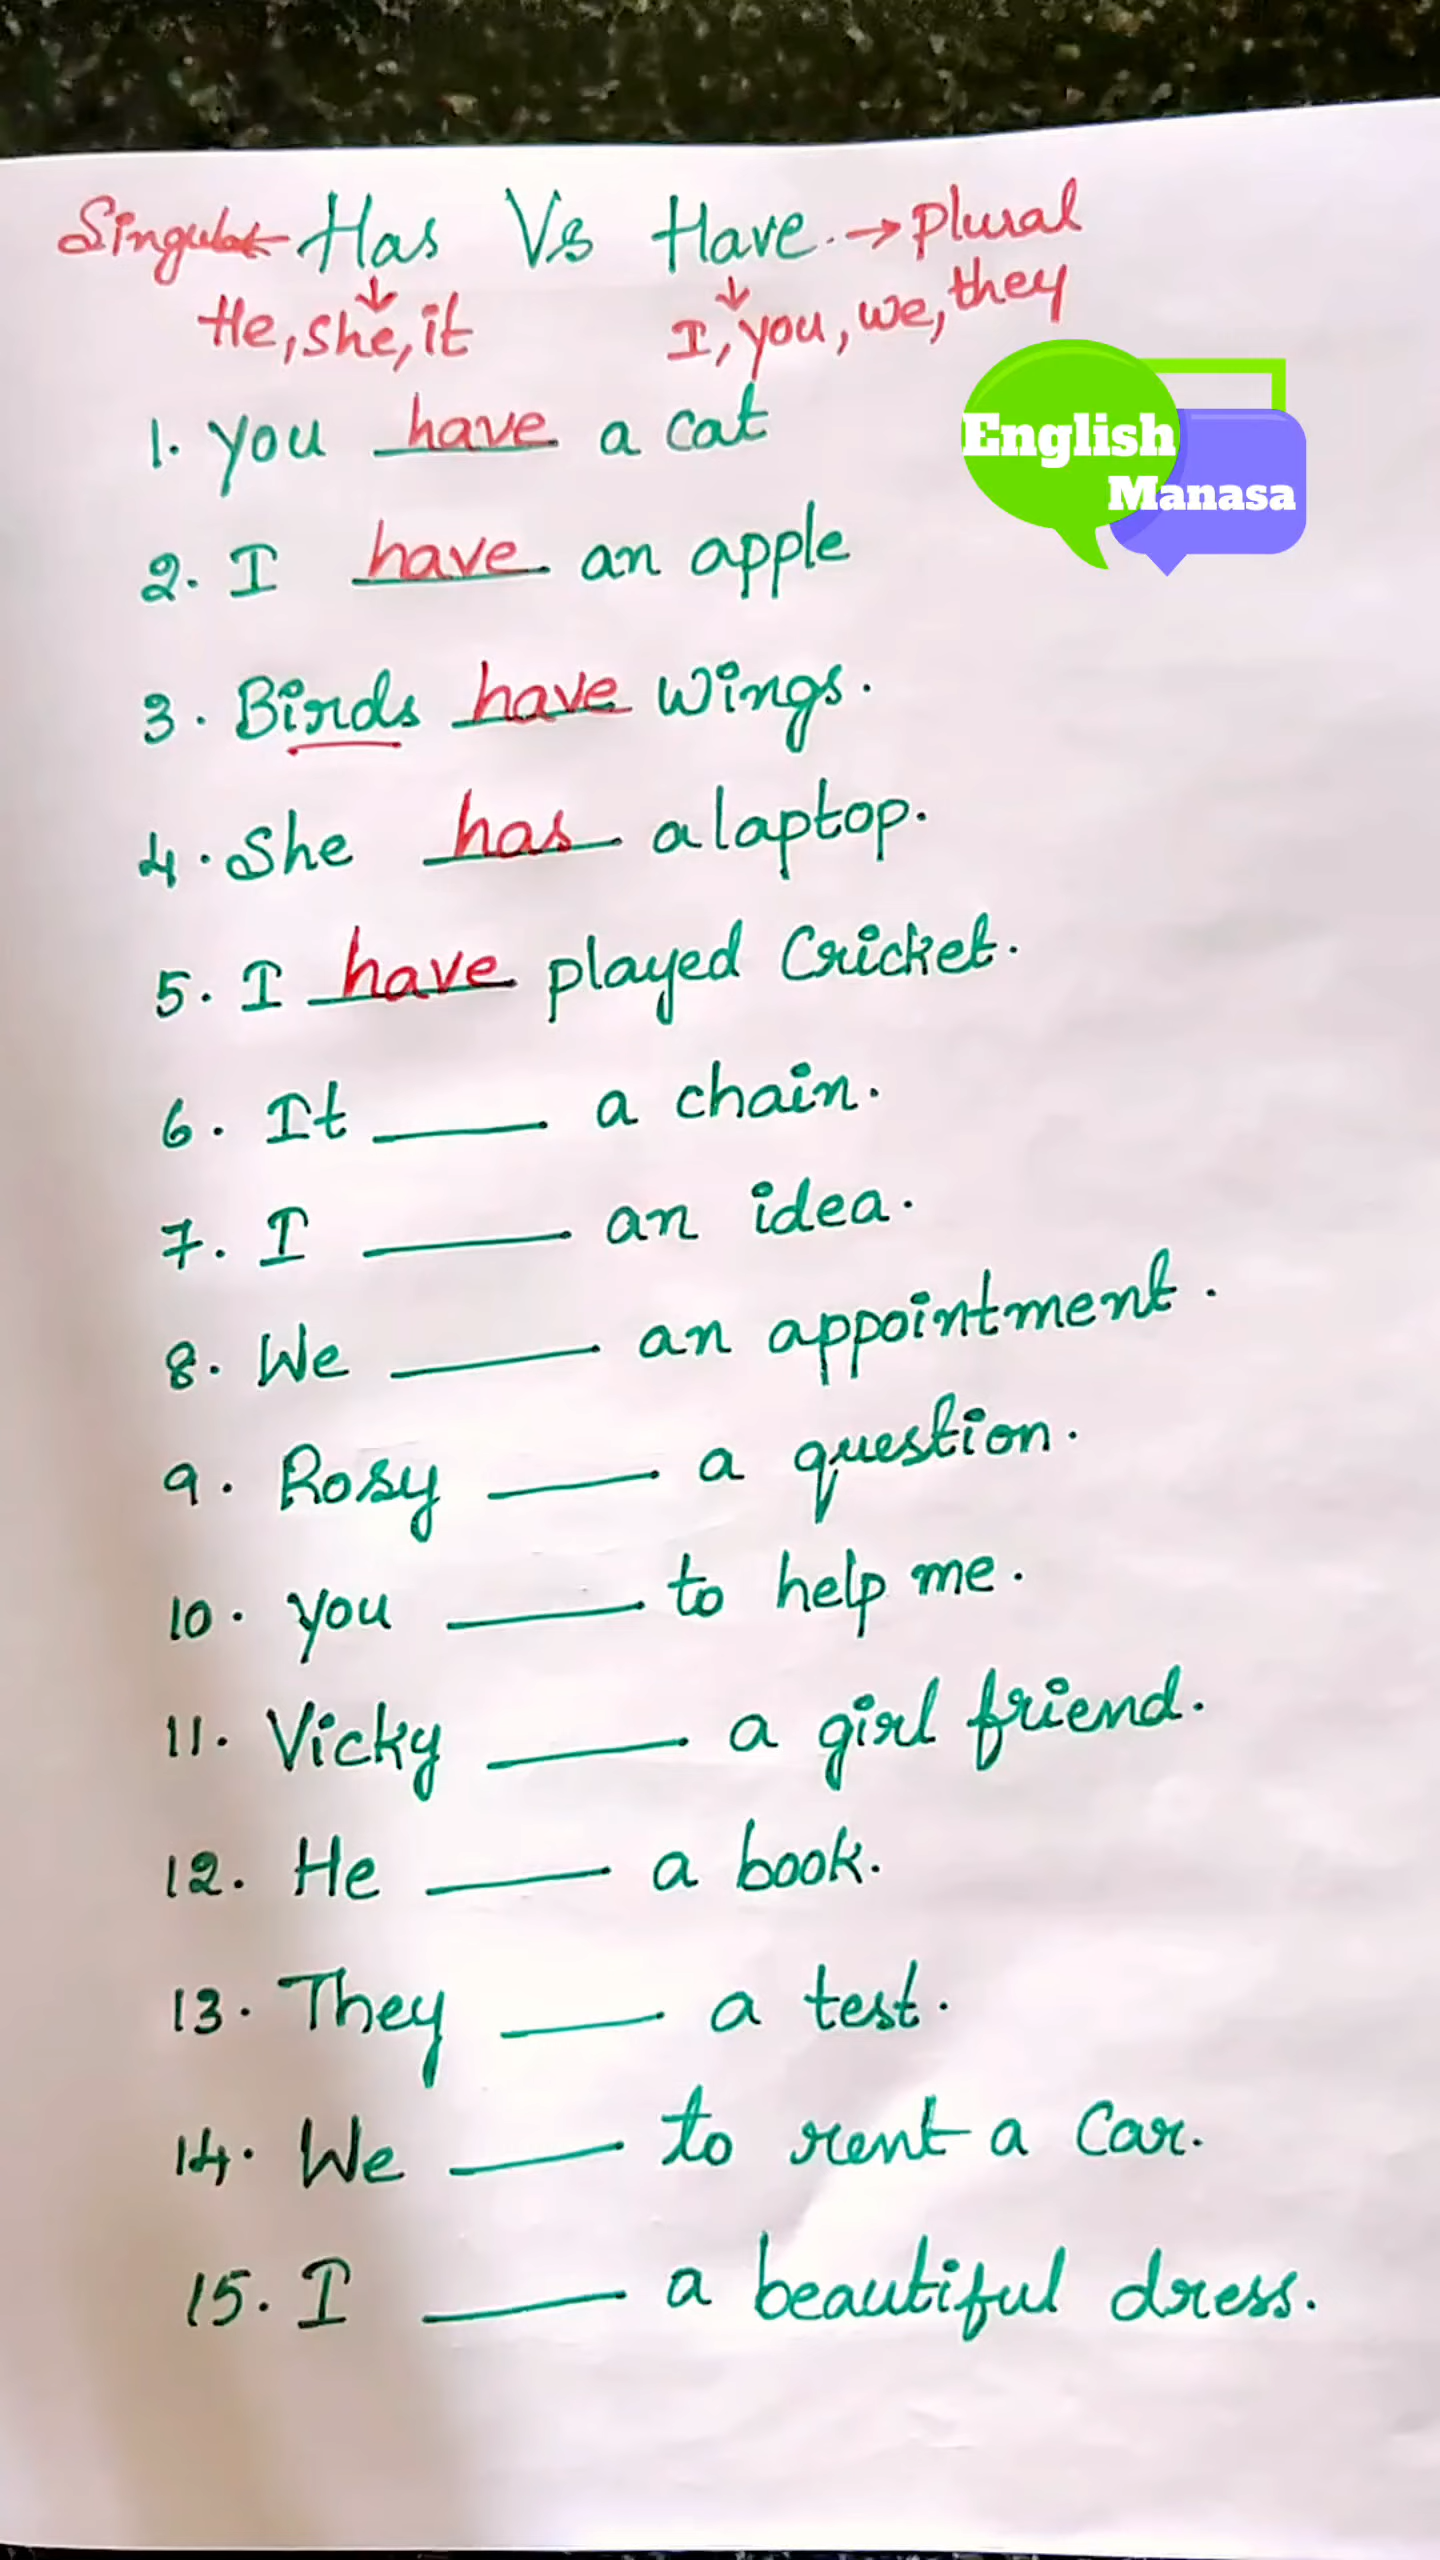 Singular Has Vs Have → Plural
He, she, it I, you, we, they
English
Manasa
1. You have a cat
2. I have an apple
3. Birds have wings.
4. She has a laptop.
5. I have played Cricket.
6. It ____ a chain.
7. I ____ an idea.
8. We ____ an appointment.
9. Rosy ____ a question.
10. You ____ to help me.
11. Vicky ____ a girl friend.
12. He ____ a book.
13. They ____ a test.
14. We ____ to rent a Car.
15. I ____ a beautiful dress.